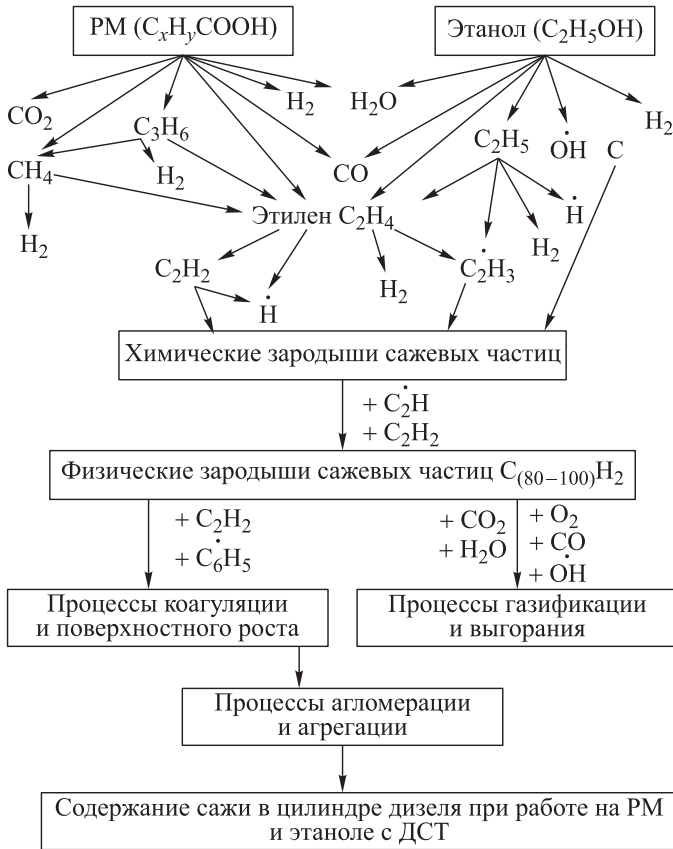 РМ (CₓHᵧCOOH)
Этанол (C₂H₅OH)
CO₂
H₂
H₂O
H₂
C₃H₆
C₂H₅
ȮH
C
CH₄
H₂
CO
Ḣ
Этилен C₂H₄
H₂
H₂
C₂H₂
Ḣ
H₂
Ċ₂H₃
Химические зародыши сажевых частиц
+ Ċ₂H
+ C₂H₂
Физические зародыши сажевых частиц C₍₈₀₋₁₀₀₎H₂
+ C₂H₂
+ Ċ₆H₅
+ CO₂
+ H₂O
+ O₂
+ CO
+ ȮH
Процессы коагуляции
и поверхностного роста
Процессы газификации
и выгорания
Процессы агломерации
и агрегации
Содержание сажи в цилиндре дизеля при работе на РМ
и этаноле с ДСТ